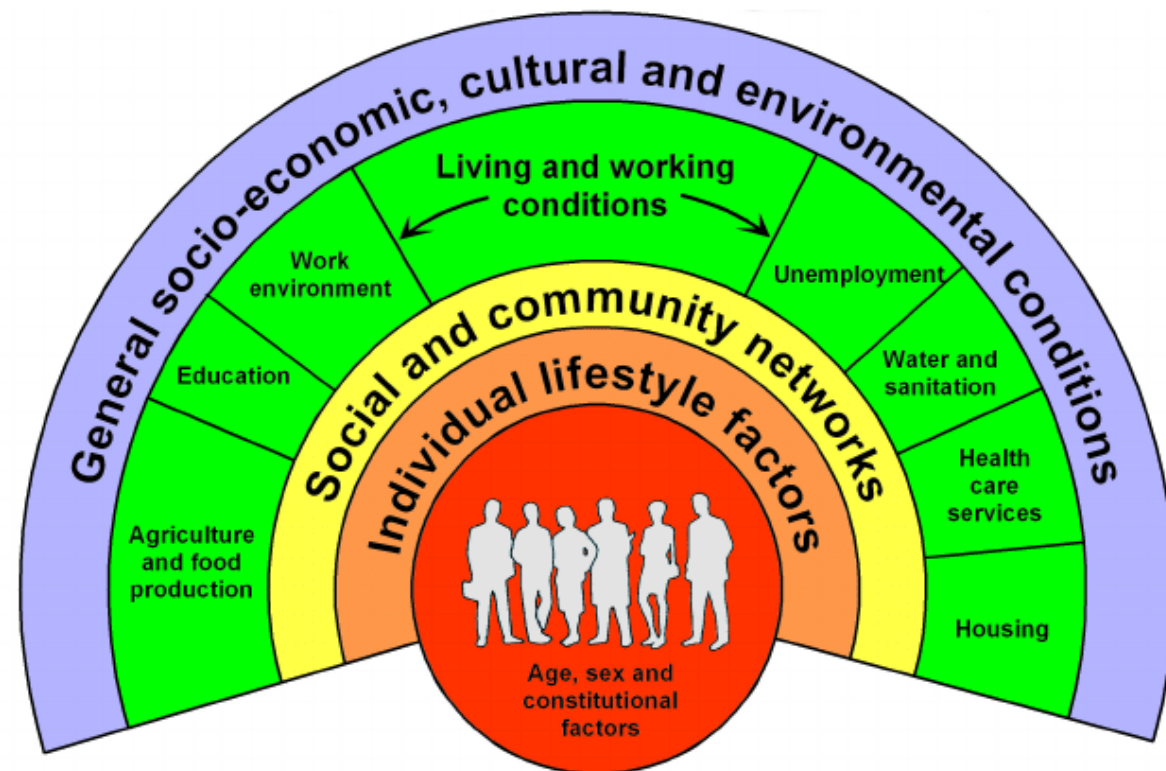 General socio-economic, cultural and environmental conditions
Living and working
conditions
Work
environment
Education
Agriculture
and food
production
Unemployment
Water and
sanitation
Health
care
services
Housing
Social and community networks
Individual lifestyle factors
Age, sex and
constitutional
factors